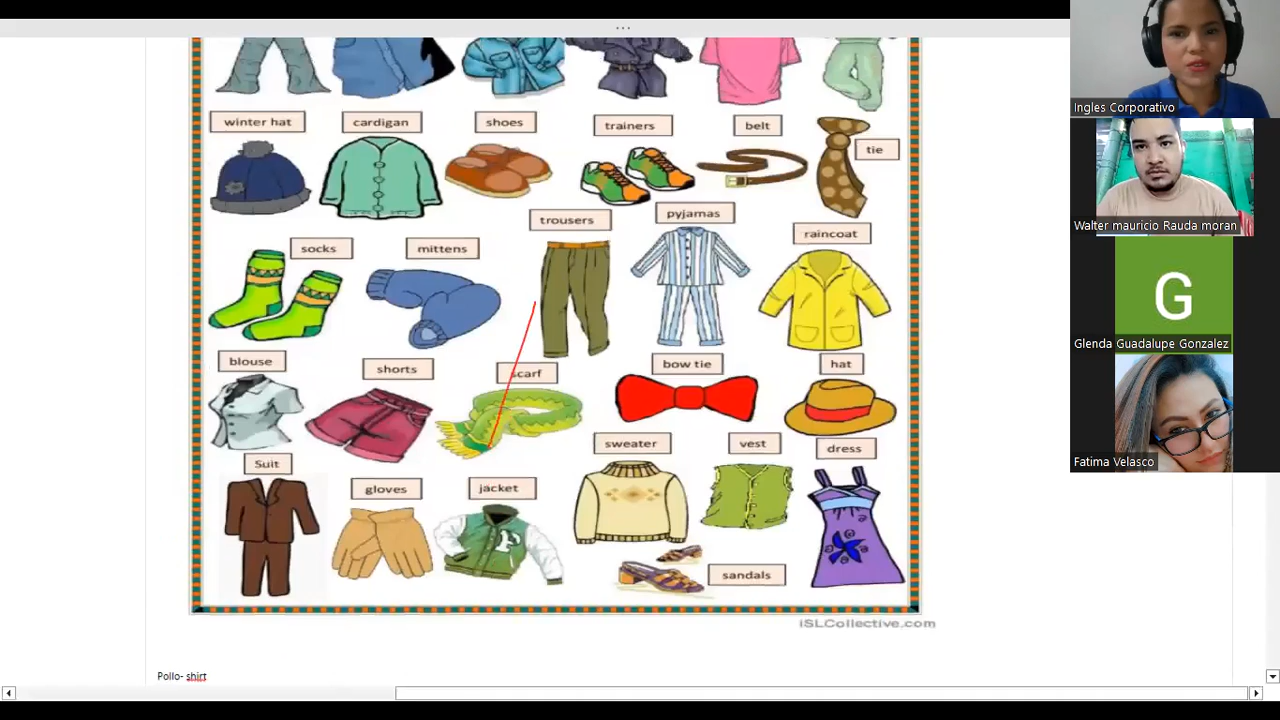 winter hat
cardigan
shoes
trainers
belt
tie
trousers
pyjamas
raincoat
socks
mittens
blouse
shorts
scarf
bow tie
hat
sweater
vest
dress
Suit
gloves
jacket
sandals
iSLCollective.com
Pollo- shirt
Ingles Corporativo
Walter mauricio Rauda moran
G
Glenda Guadalupe Gonzalez
Fatima Velasco